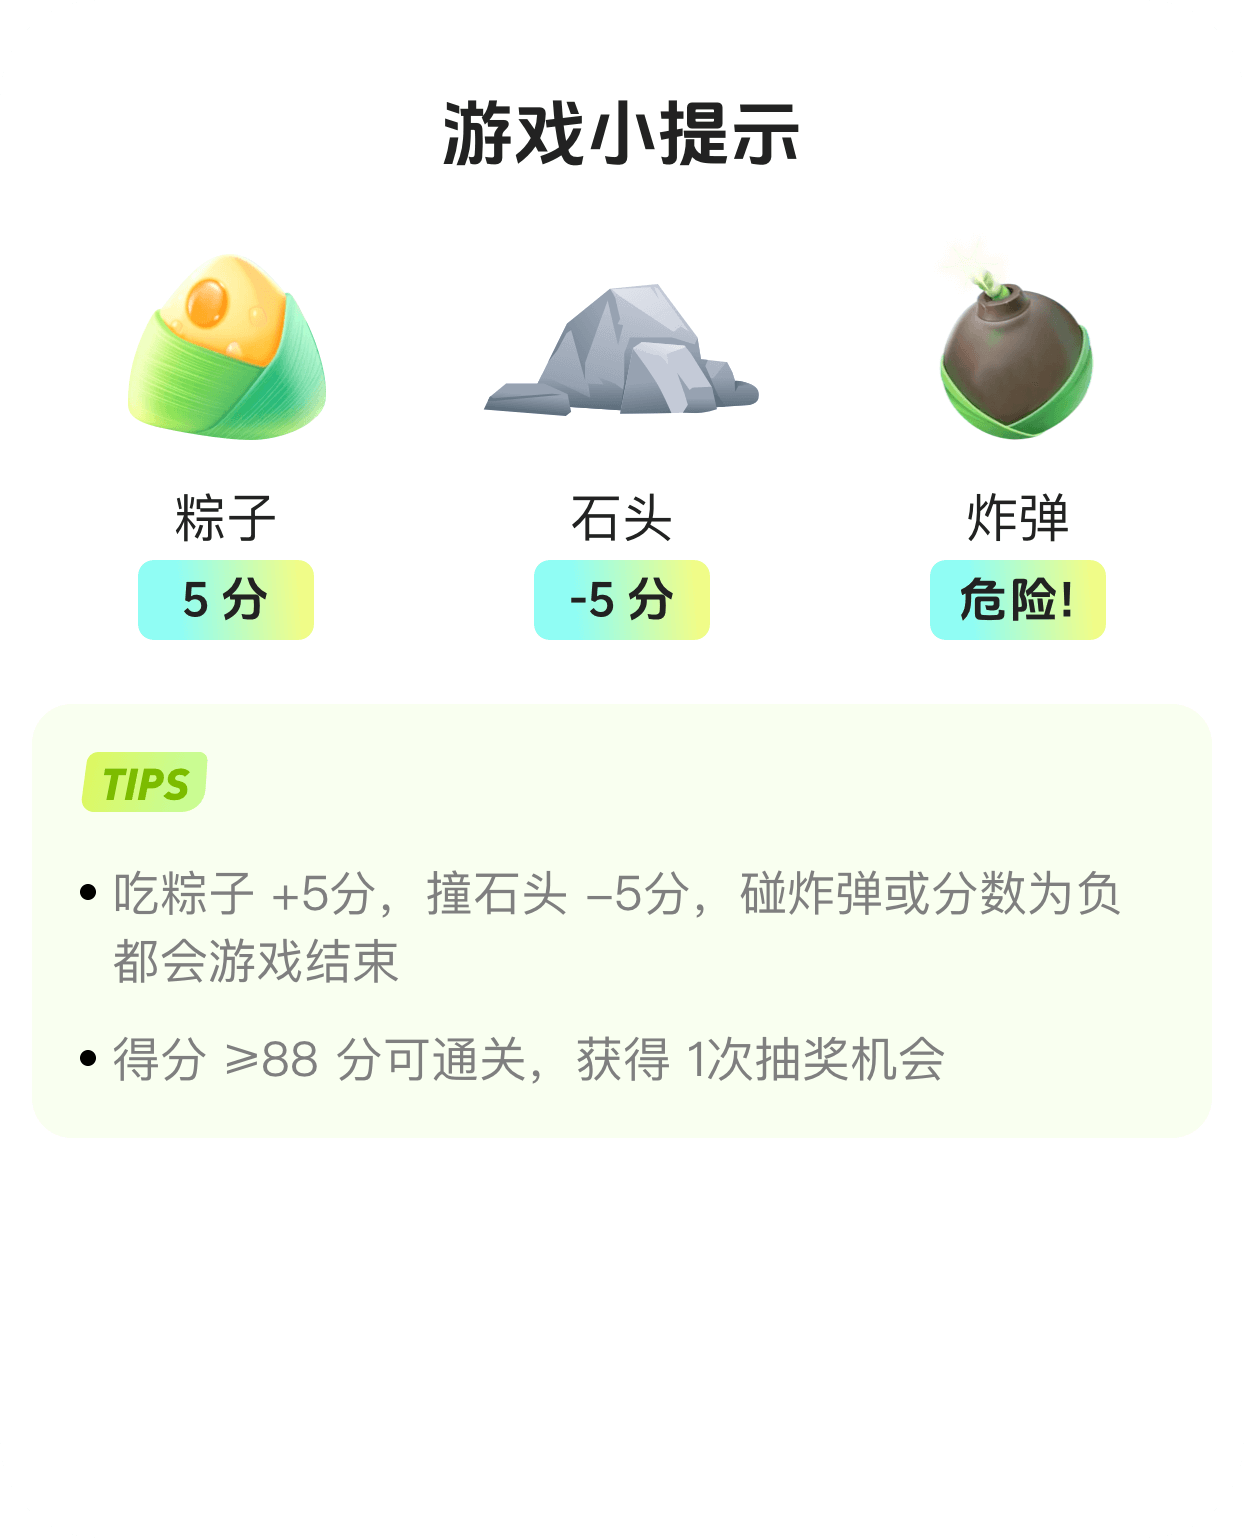 游戏小提示
粽子
石头
炸弹
5 分
-5 分
危险!
TIPS
吃粽子 +5分，撞石头 –5分，碰炸弹或分数为负
都会游戏结束
得分 ≥88 分可通关，获得 1次抽奖机会